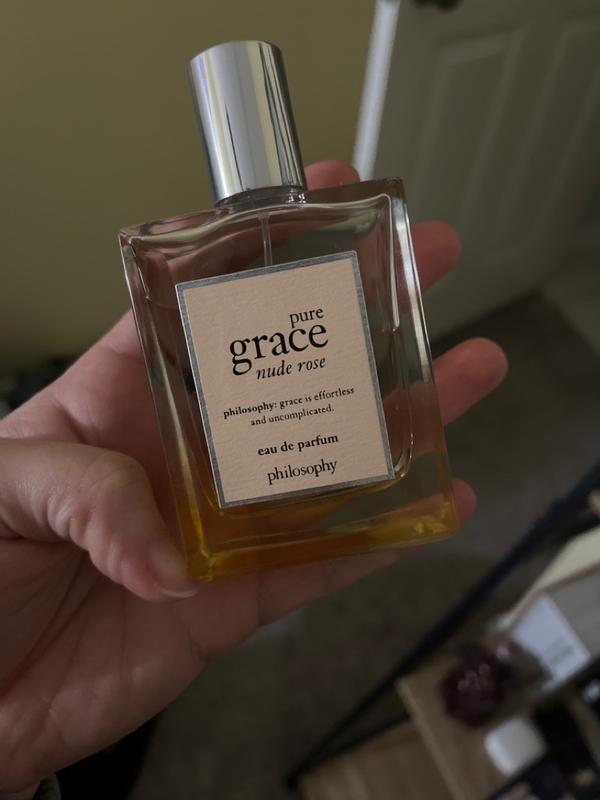 pure
grace
nude rose
philosophy: grace is effortless
and uncomplicated.
eau de parfum
philosophy